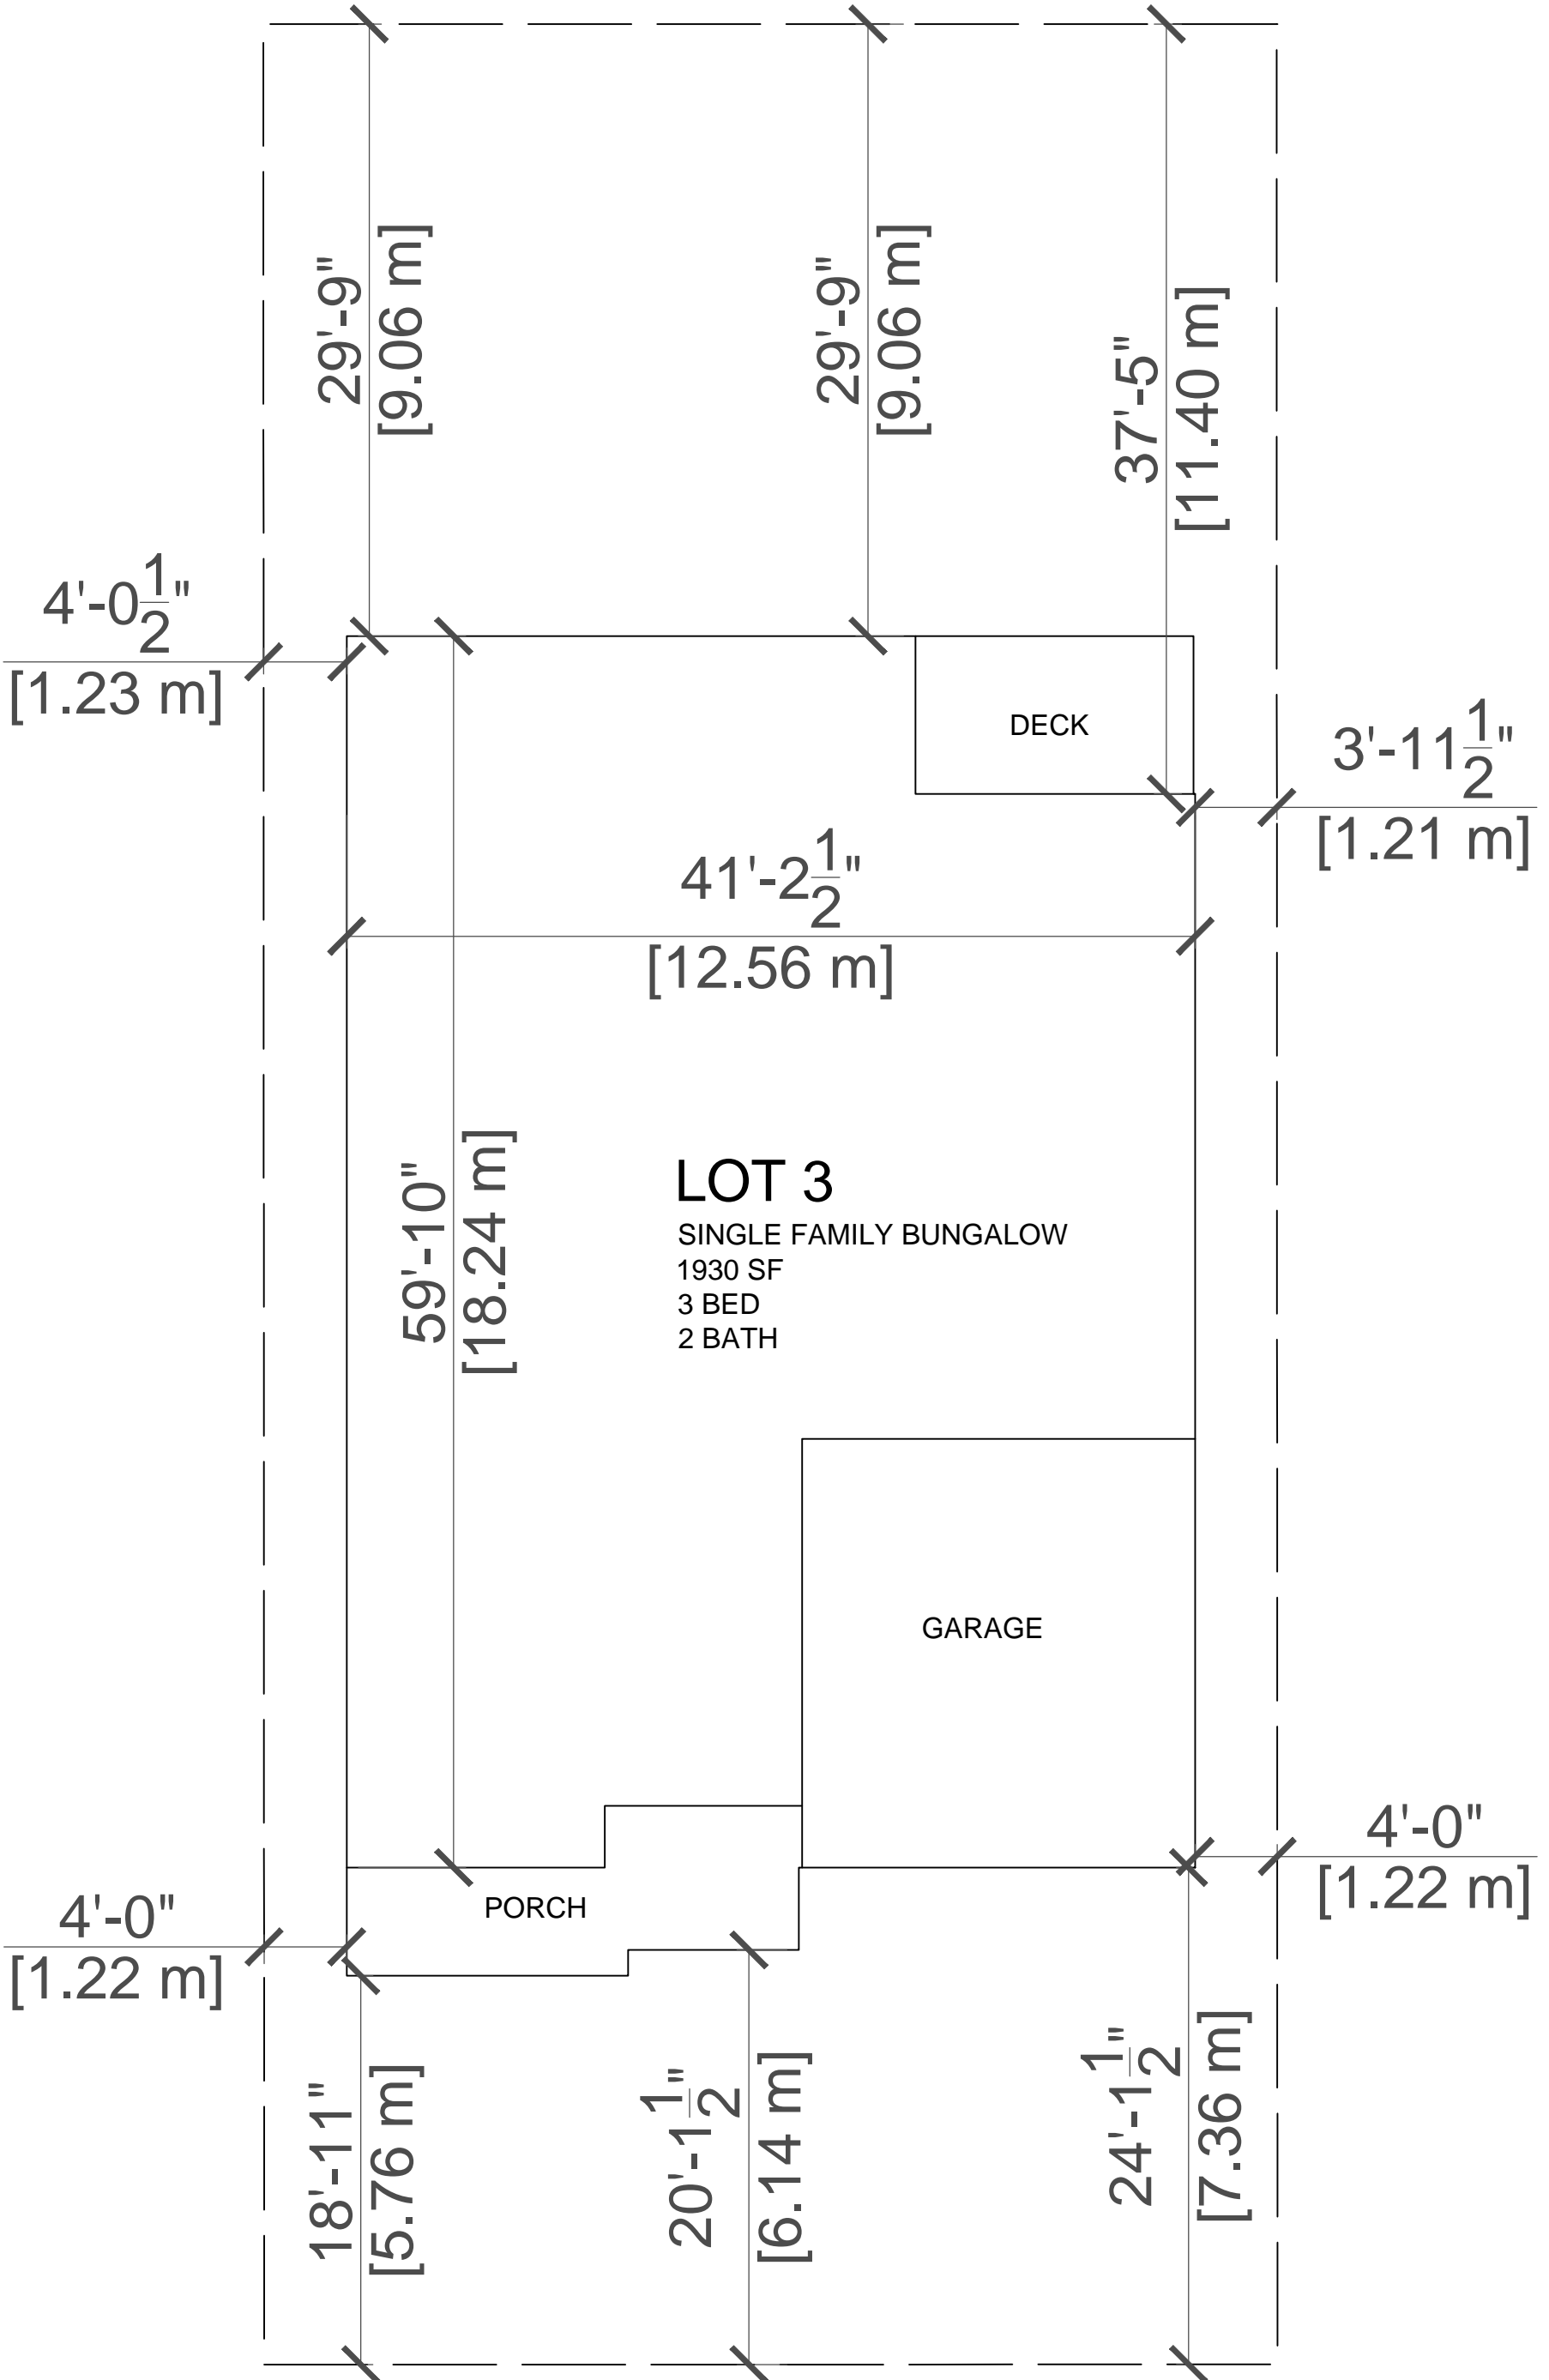 29'-9"
[9.06 m]
29'-9"
[9.06 m]
37'-5"
[11.40 m]
4'-0 1/2"
[1.23 m]
DECK
3'-11 1/2"
[1.21 m]
41'-2 1/2"
[12.56 m]
59'-10"
[18.24 m]
LOT 3
SINGLE FAMILY BUNGALOW
1930 SF
3 BED
2 BATH
GARAGE
4'-0"
[1.22 m]
PORCH
4'-0"
[1.22 m]
18'-11"
[5.76 m]
20'-1 1/2"
[6.14 m]
24'-1 1/2"
[7.36 m]